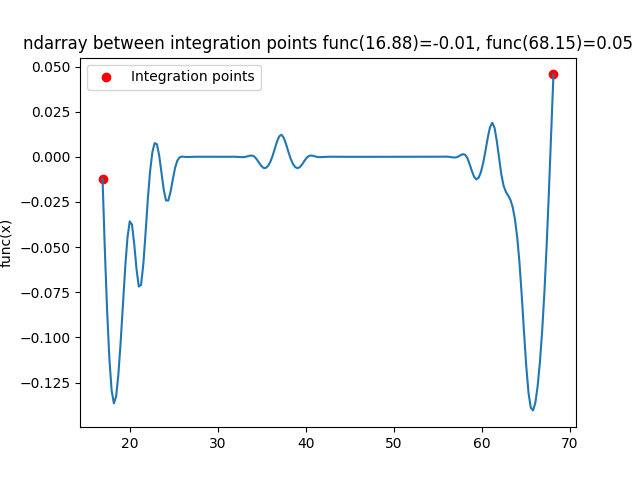 ndarray between integration points func(16.88)=-0.01, func(68.15)=0.05
Integration points
func(x)
0.050
0.025
0.000
−0.025
−0.050
−0.075
−0.100
−0.125
20 30 40 50 60 70